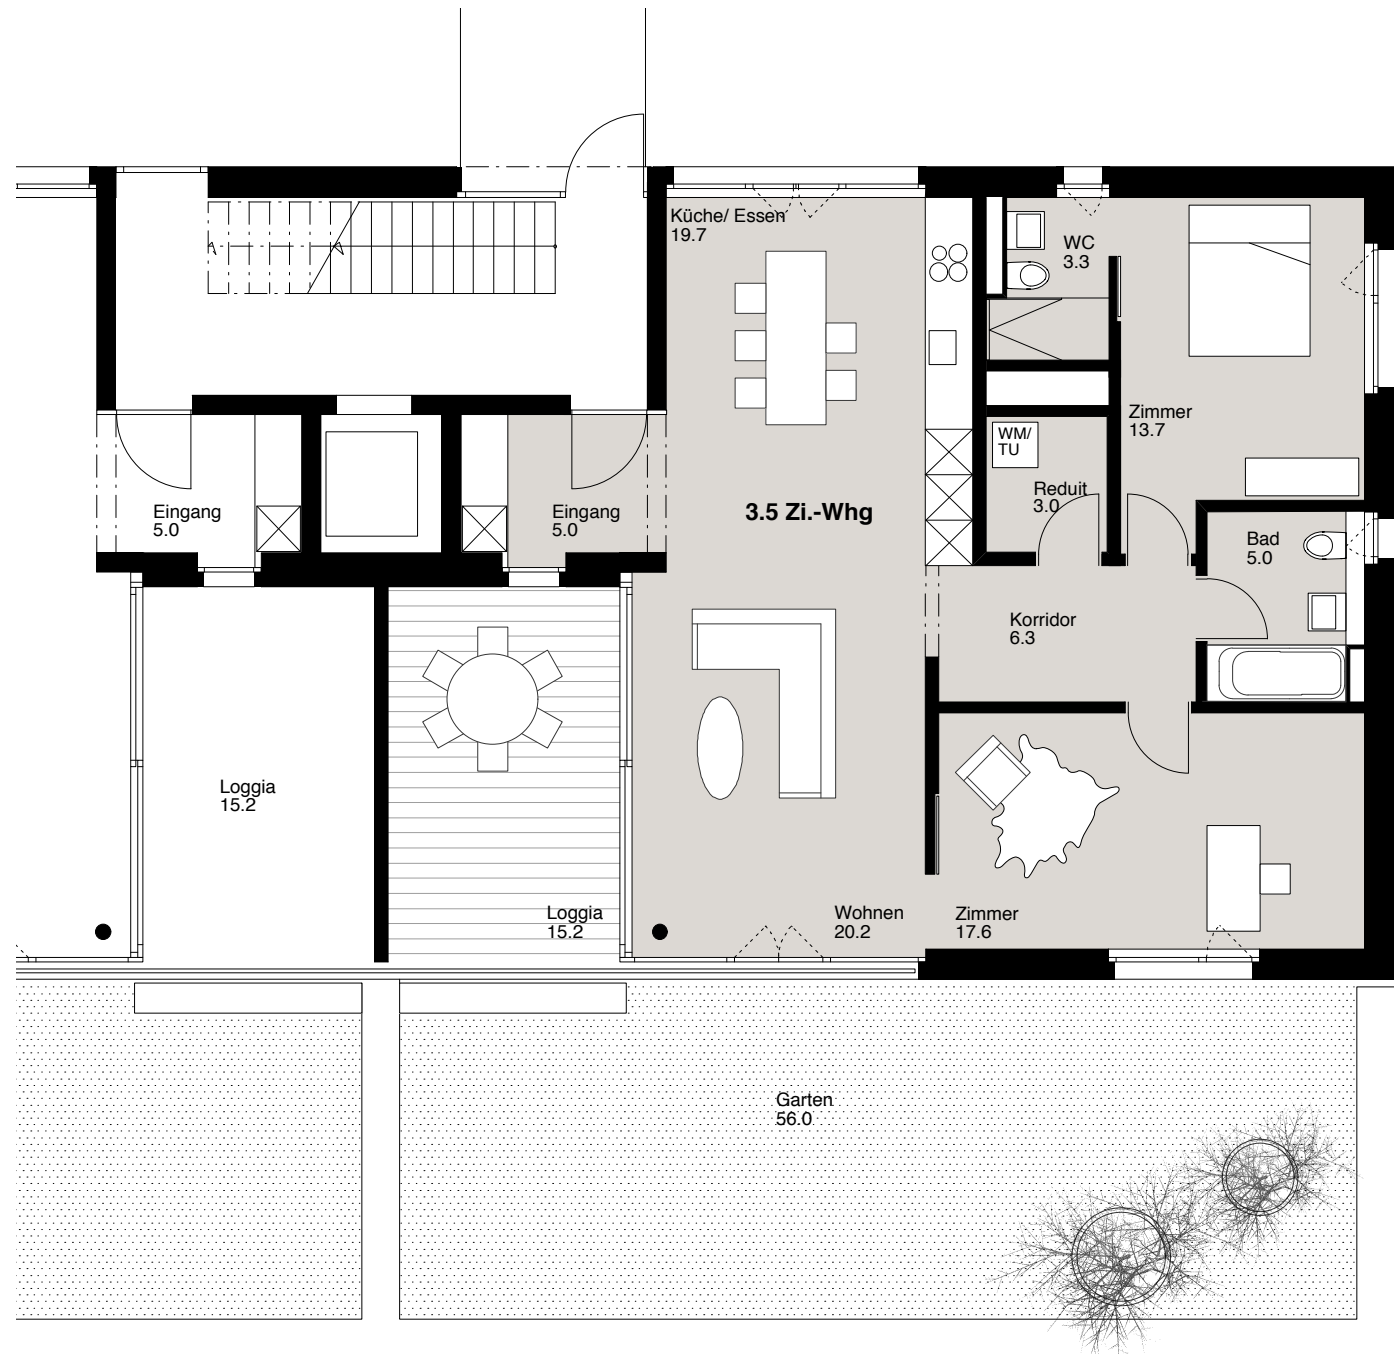 Küche/ Essen
19.7
WC
3.3
Zimmer
13.7
WM/
TU
Reduit
3.0
Eingang
5.0
Eingang
5.0
3.5 Zi.-Whg
Bad
5.0
Korridor
6.3
Loggia
15.2
Loggia
15.2
Wohnen
20.2
Zimmer
17.6
Garten
56.0